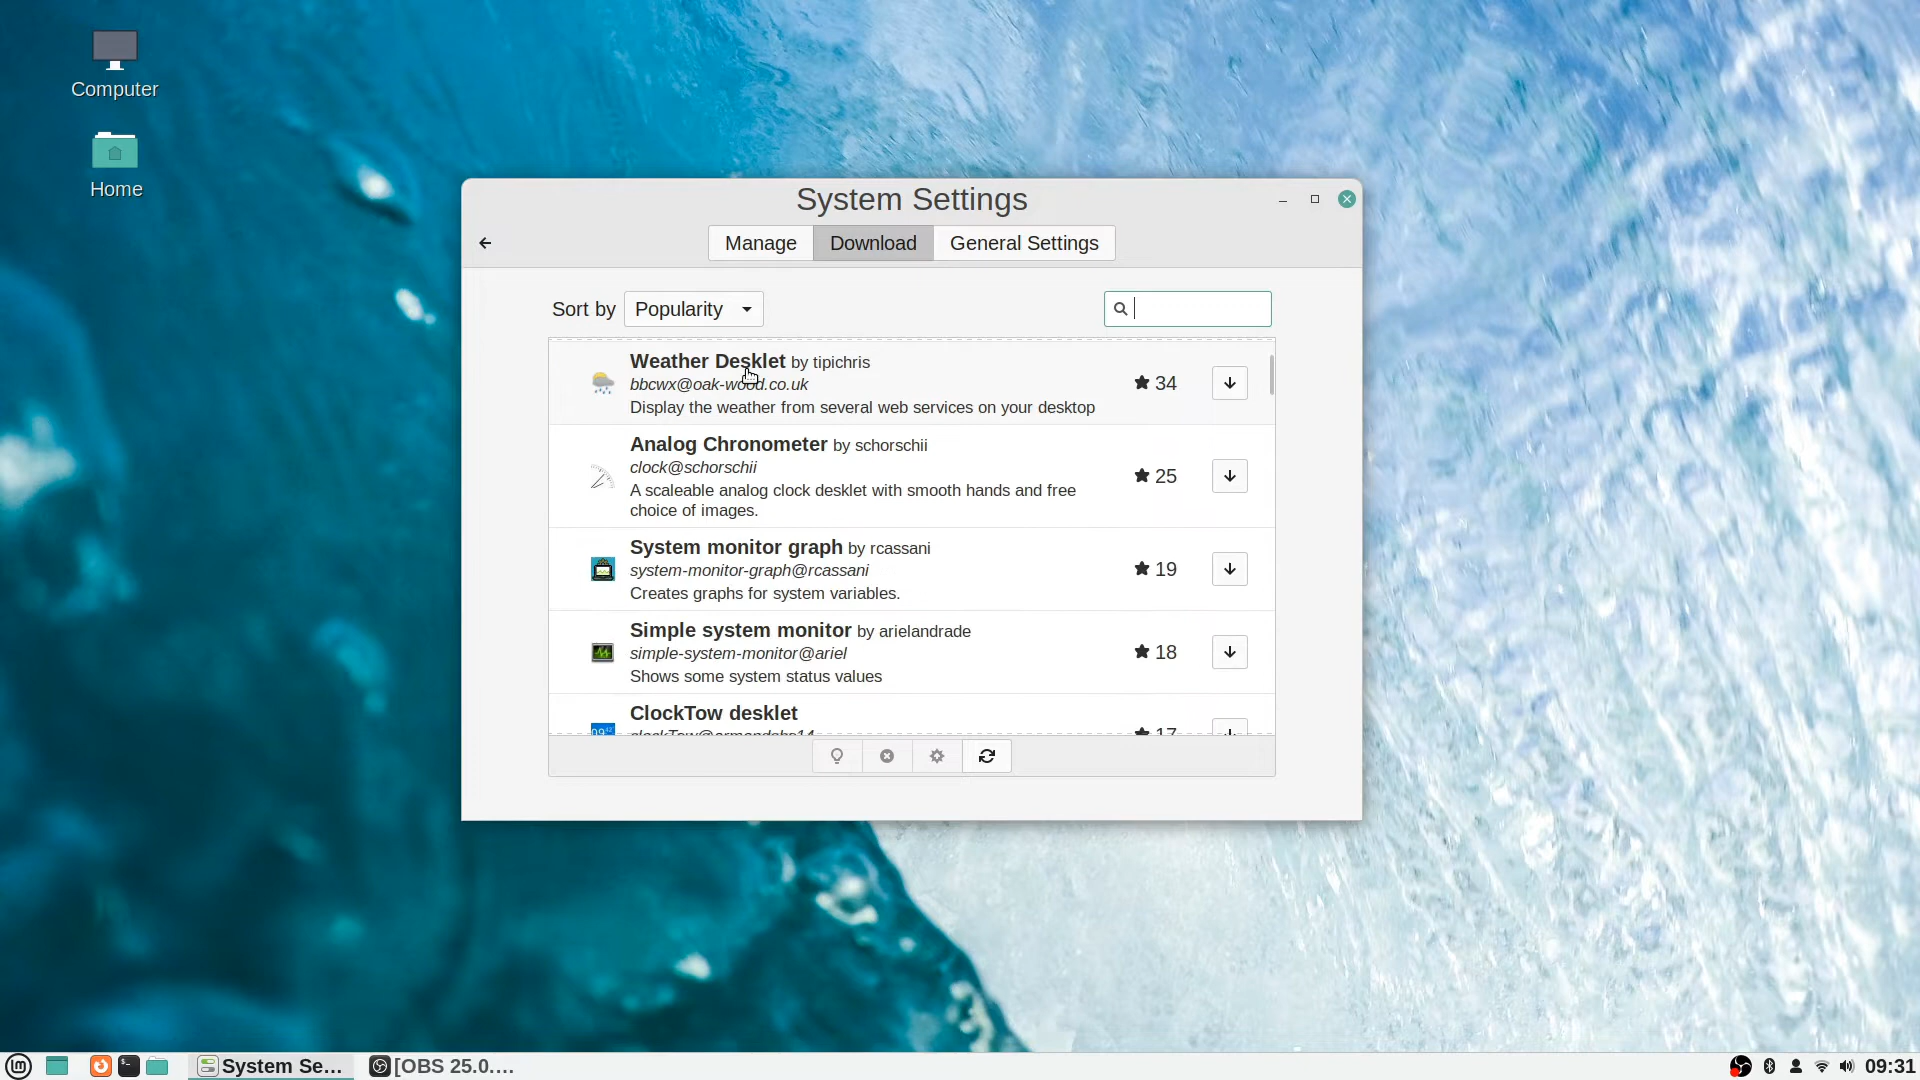 Computer
Home
System Settings
Manage Download General Settings
Sort by Popularity
Weather Desklet by tipichris
bbcwx@oak-wood.co.uk
Display the weather from several web services on your desktop
34
Analog Chronometer by schorschii
clock@schorschii
A scaleable analog clock desklet with smooth hands and free
choice of images.
25
System monitor graph by rcassani
system-monitor-graph@rcassani
Creates graphs for system variables.
19
Simple system monitor by arielandrade
simple-system-monitor@ariel
Shows some system status values
18
ClockTow desklet
17
System Se...
[OBS 25.0....
09:31